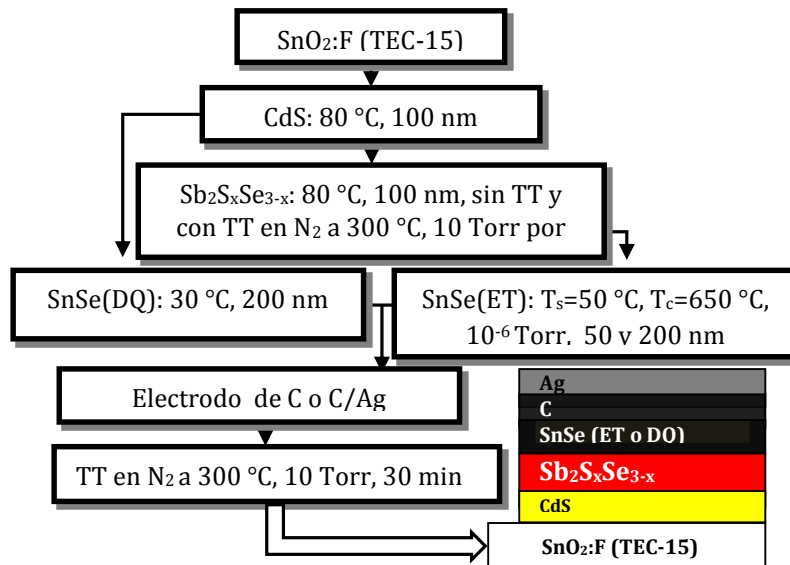 SnO₂:F (TEC-15)
CdS: 80 °C, 100 nm
Sb₂SₓSe₃₋ₓ: 80 °C, 100 nm, sin TT y
con TT en N₂ a 300 °C, 10 Torr por
SnSe(DQ): 30 °C, 200 nm
SnSe(ET): Tₛ=50 °C, T꜀=650 °C,
10⁻⁶ Torr, 50 y 200 nm
Electrodo de C o C/Ag
TT en N₂ a 300 °C, 10 Torr, 30 min
Ag
C
SnSe (ET o DQ)
Sb₂SₓSe₃₋ₓ
CdS
SnO₂:F (TEC-15)